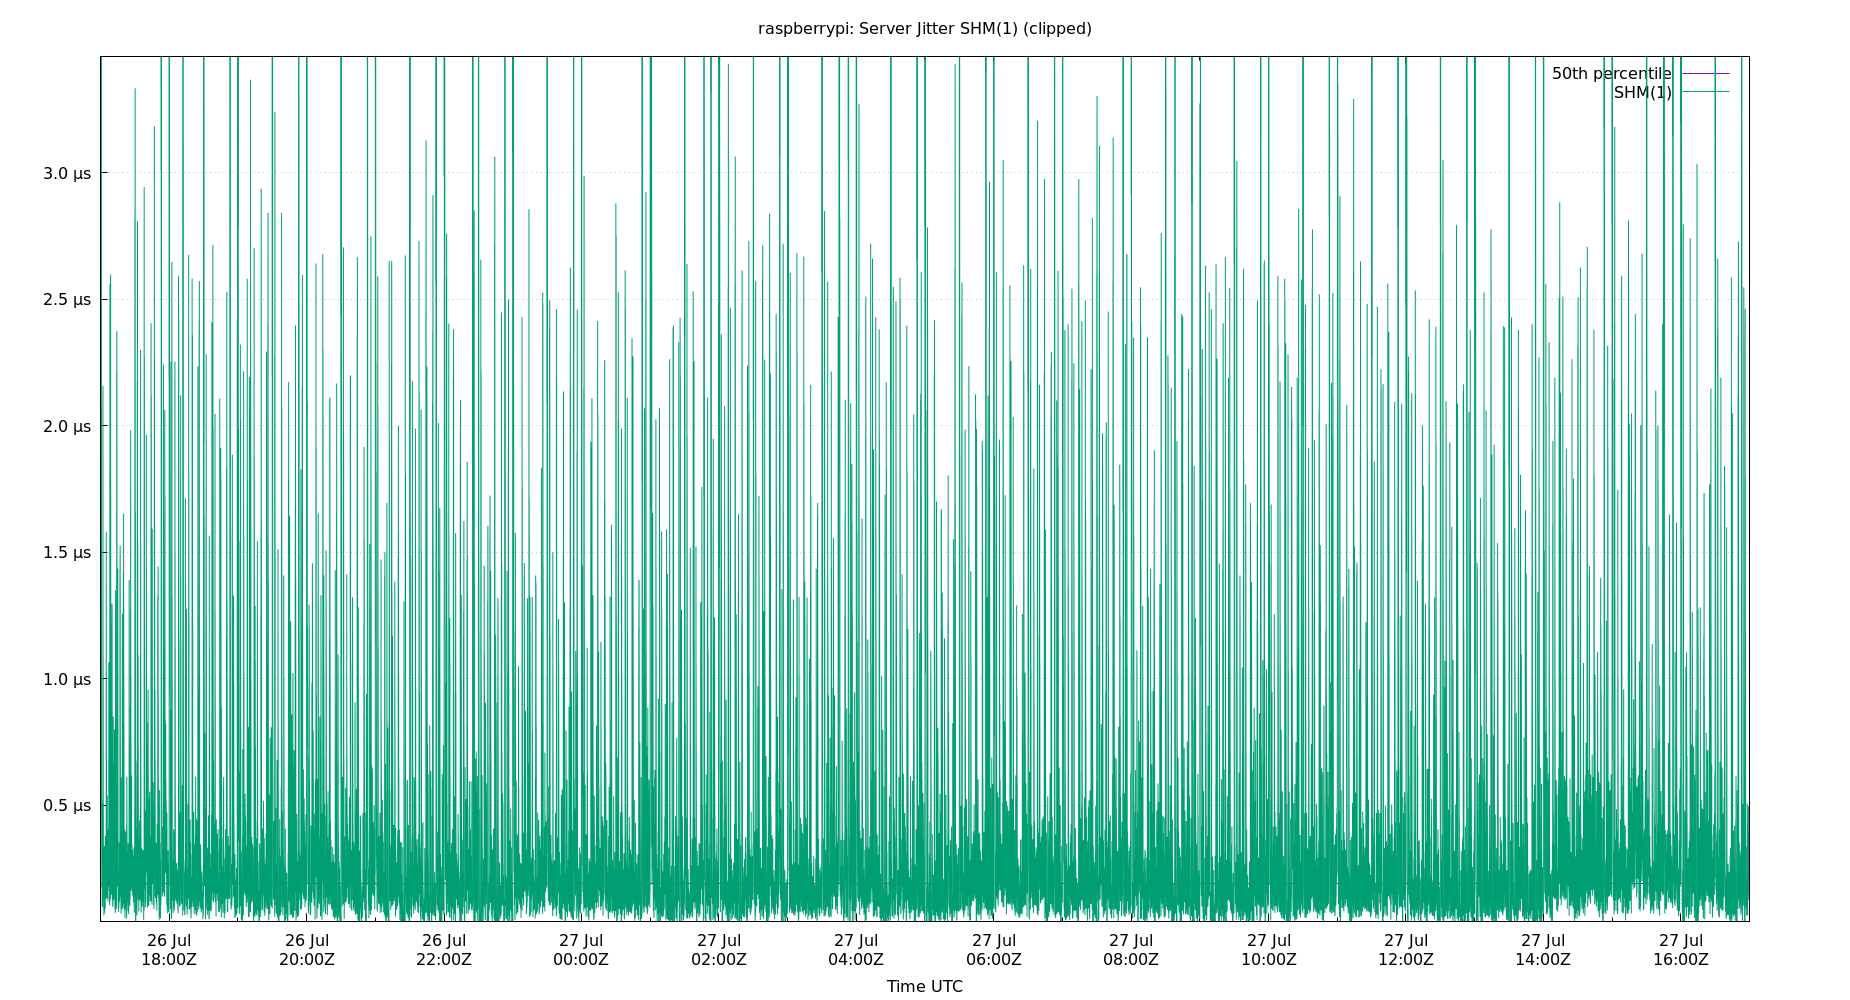 raspberrypi: Server Jitter SHM(1) (clipped)
50th percentile
SHM(1)
3.0 µs
2.5 µs
2.0 µs
1.5 µs
1.0 µs
0.5 µs
26 Jul 26 Jul 26 Jul 27 Jul 27 Jul 27 Jul 27 Jul 27 Jul 27 Jul 27 Jul 27 Jul 27 Jul
18:00Z 20:00Z 22:00Z 00:00Z 02:00Z 04:00Z 06:00Z 08:00Z 10:00Z 12:00Z 14:00Z 16:00Z
Time UTC